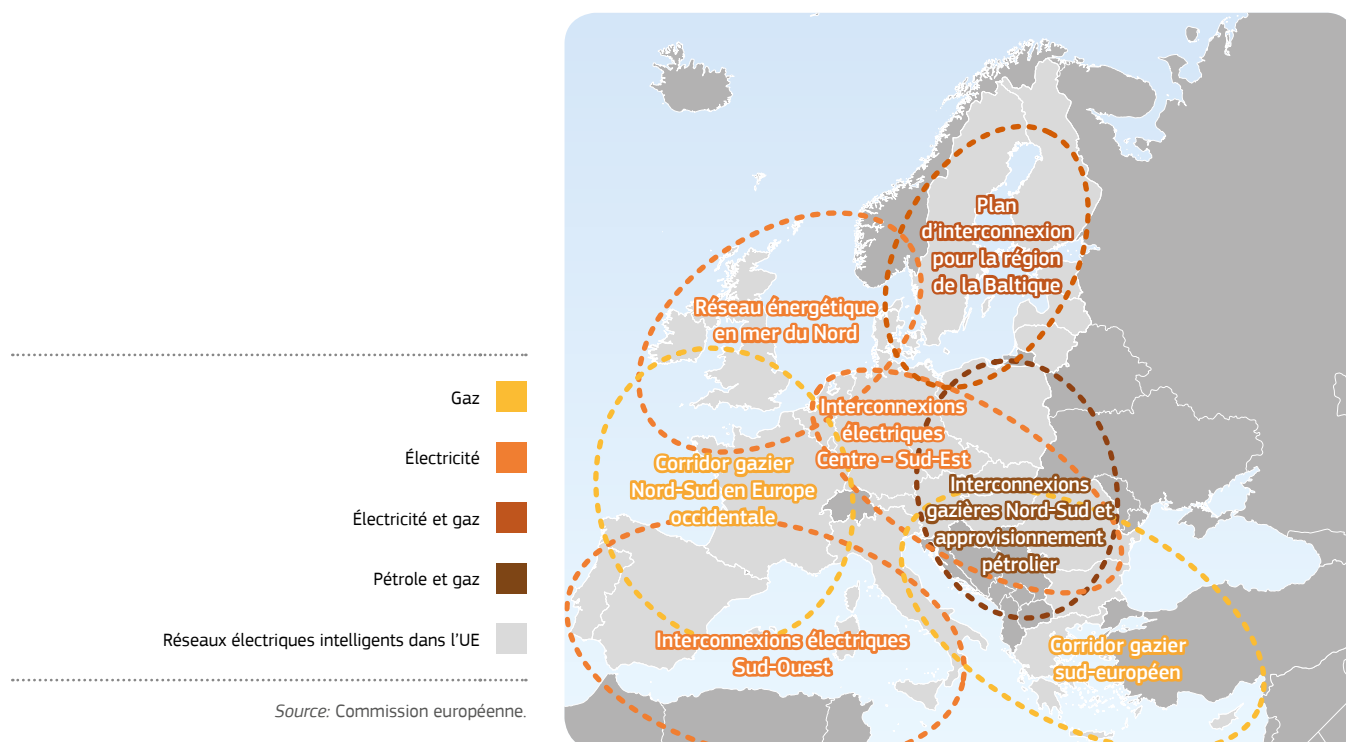 Gaz
Électricité
Électricité et gaz
Pétrole et gaz
Réseaux électriques intelligents dans l'UE
Source: Commission européenne.
Plan
d'interconnexion
pour la région
de la Baltique
Réseau énergétique
en mer du Nord
Interconnexions
électriques
Centre – Sud-Est
Corridor gazier
Nord-Sud en Europe
occidentale
Interconnexions
gazières Nord-Sud et
approvisionnement
pétrolier
Interconnexions électriques
Sud-Ouest
Corridor gazier
sud-européen